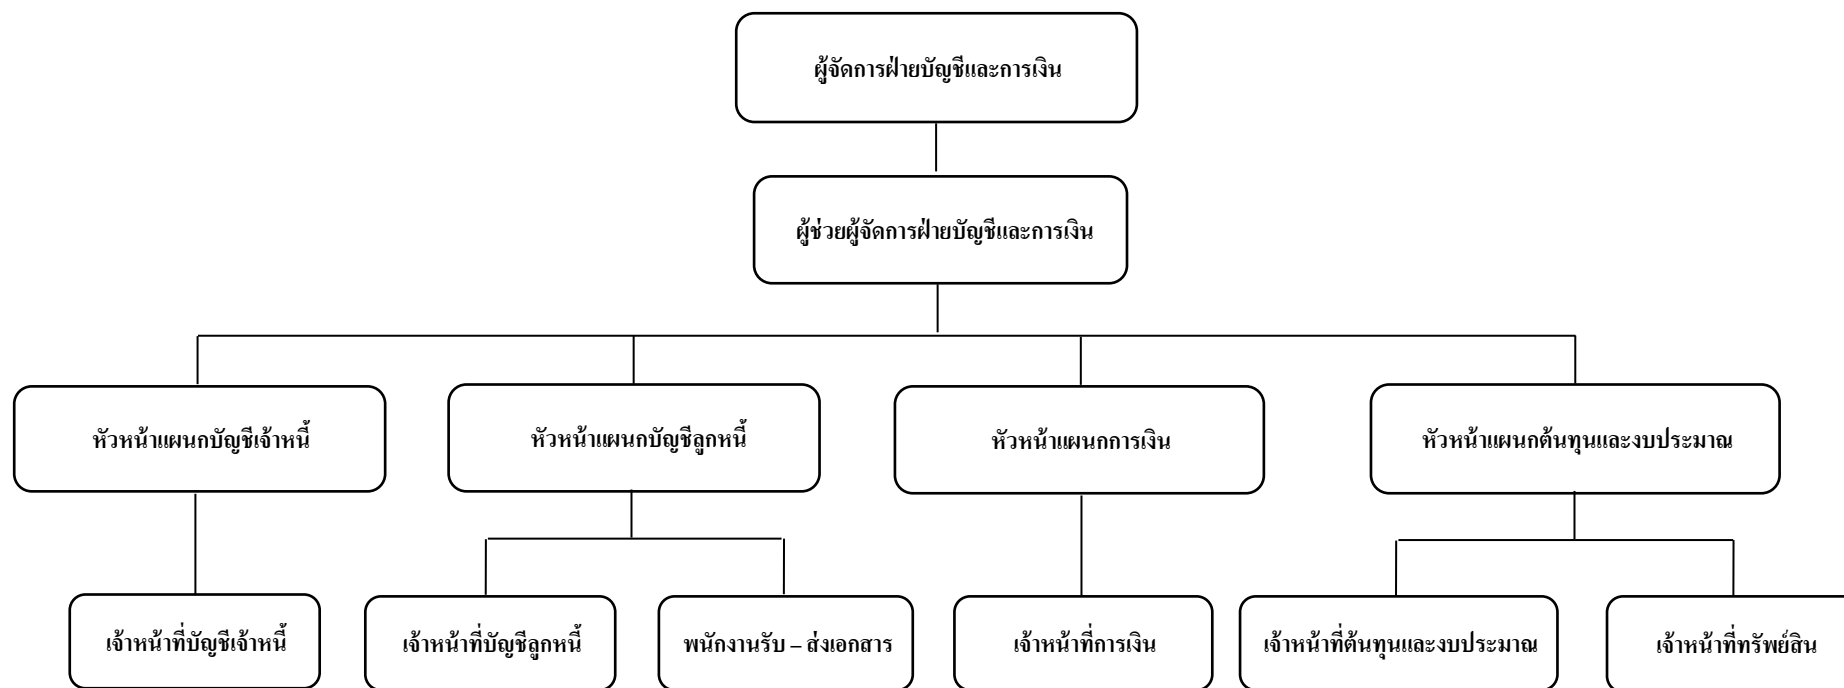 ผู้จัดการฝ่ายบัญชีและการเงิน
ผู้ช่วยผู้จัดการฝ่ายบัญชีและการเงิน
หัวหน้าแผนกบัญชีเจ้าหนี้
หัวหน้าแผนกบัญชีลูกหนี้
หัวหน้าแผนกการเงิน
หัวหน้าแผนกต้นทุนและงบประมาณ
เจ้าหน้าที่บัญชีเจ้าหนี้
เจ้าหน้าที่บัญชีลูกหนี้
พนักงานรับ – ส่งเอกสาร
เจ้าหน้าที่การเงิน
เจ้าหน้าที่ต้นทุนและงบประมาณ
เจ้าหน้าที่ทรัพย์สิน